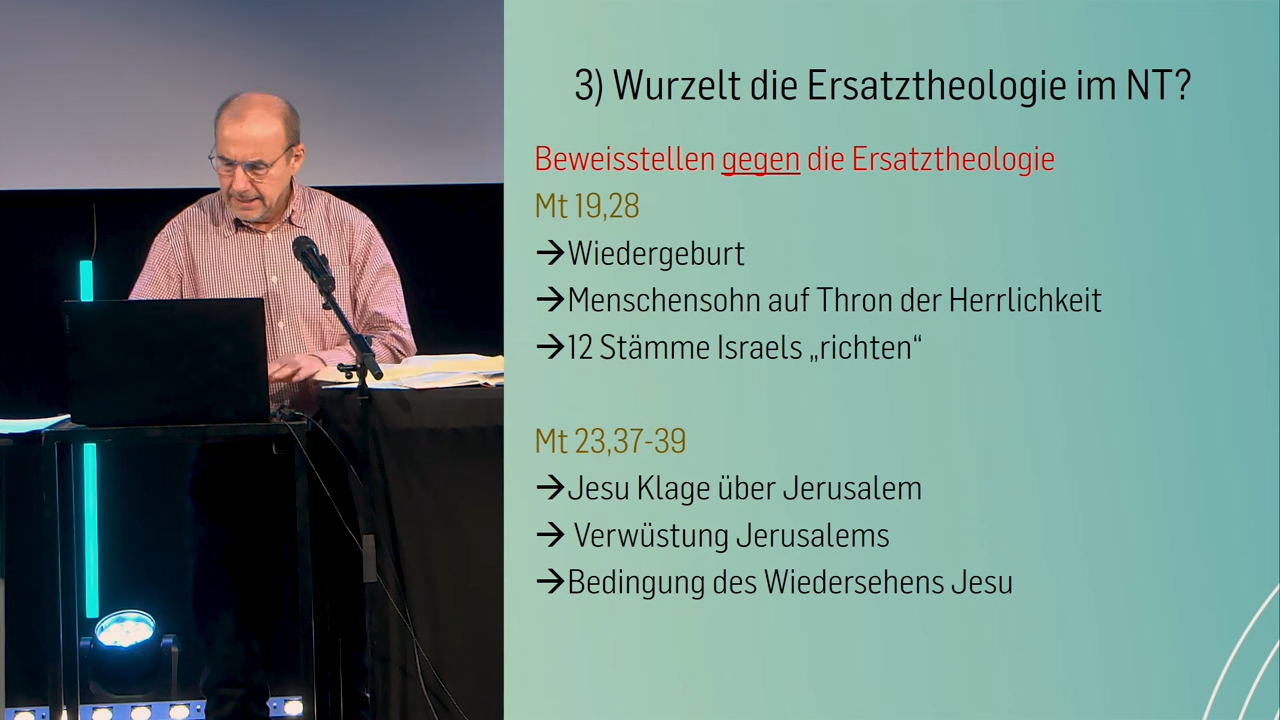 3) Wurzelt die Ersatztheologie im NT?
Beweisstellen gegen die Ersatztheologie
Mt 19,28
→Wiedergeburt
→Menschensohn auf Thron der Herrlichkeit
→12 Stämme Israels „richten“
Mt 23,37-39
→Jesu Klage über Jerusalem
→ Verwüstung Jerusalems
→Bedingung des Wiedersehens Jesu